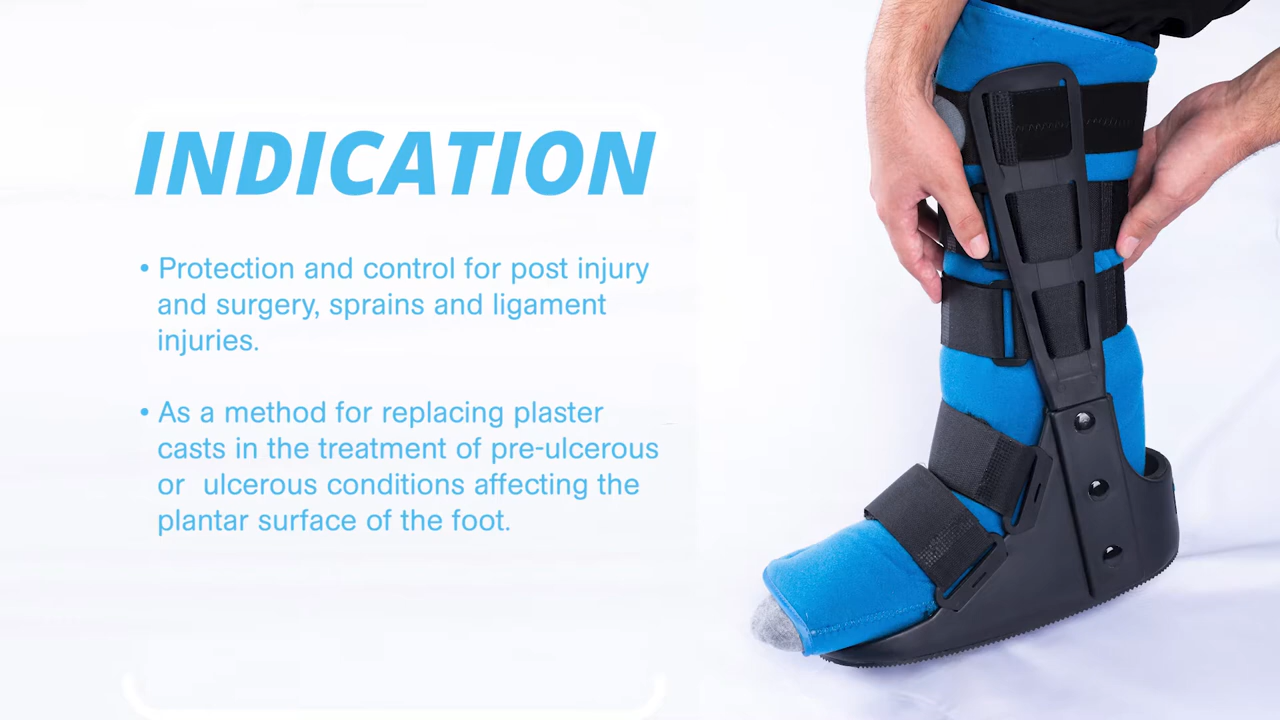 INDICATION
• Protection and control for post injury
and surgery, sprains and ligament
injuries.
• As a method for replacing plaster
casts in the treatment of pre-ulcerous
or  ulcerous conditions affecting the
plantar surface of the foot.